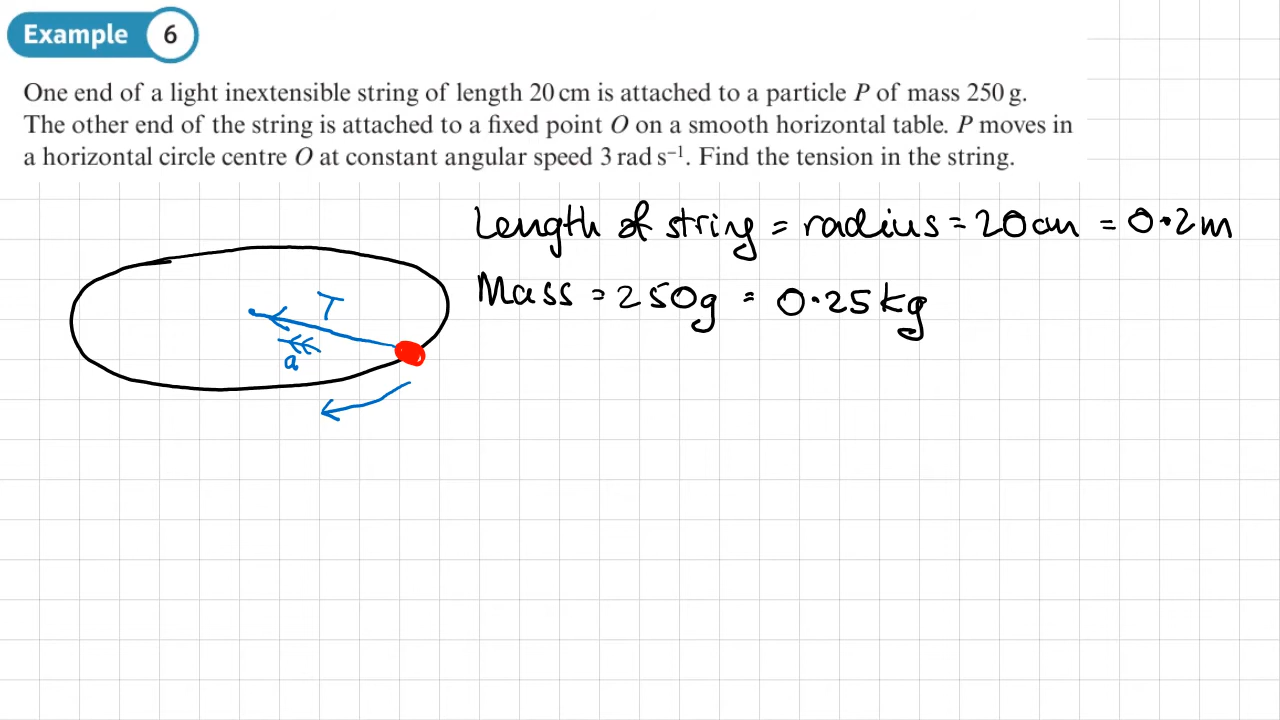 Example 6
One end of a light inextensible string of length 20 cm is attached to a particle P of mass 250 g.
The other end of the string is attached to a fixed point O on a smooth horizontal table. P moves in
a horizontal circle centre O at constant angular speed 3 rad s⁻¹. Find the tension in the string.
Length of string = radius = 20cm = 0.2m
Mass = 250g = 0.25kg
T
a